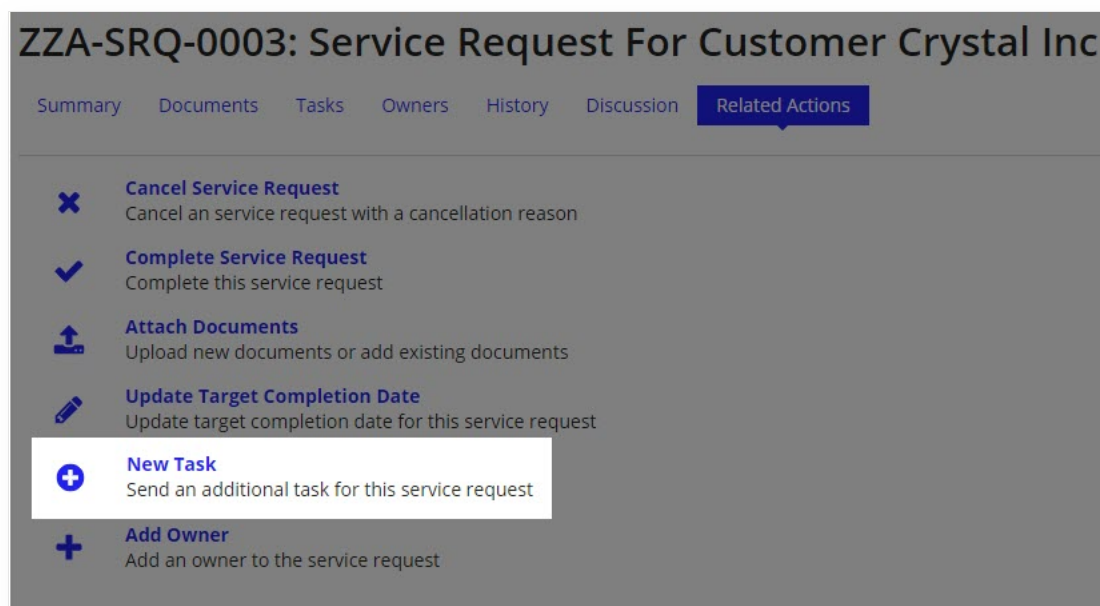 ZZA-SRQ-0003: Service Request For Customer Crystal Inc
Summary Documents Tasks Owners History Discussion Related Actions
Cancel Service Request
Cancel an service request with a cancellation reason
Complete Service Request
Complete this service request
Attach Documents
Upload new documents or add existing documents
Update Target Completion Date
Update target completion date for this service request
New Task
Send an additional task for this service request
Add Owner
Add an owner to the service request